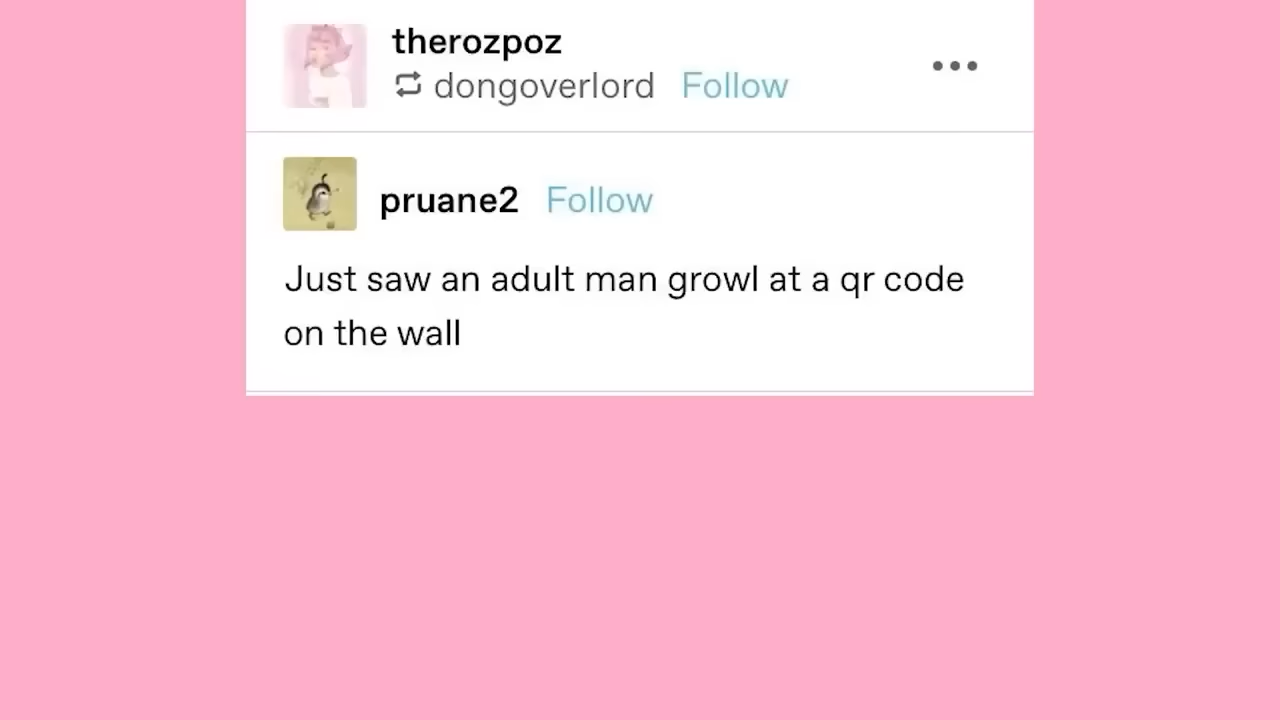 therozpoz
dongoverlord Follow
pruane2 Follow
Just saw an adult man growl at a qr code
on the wall